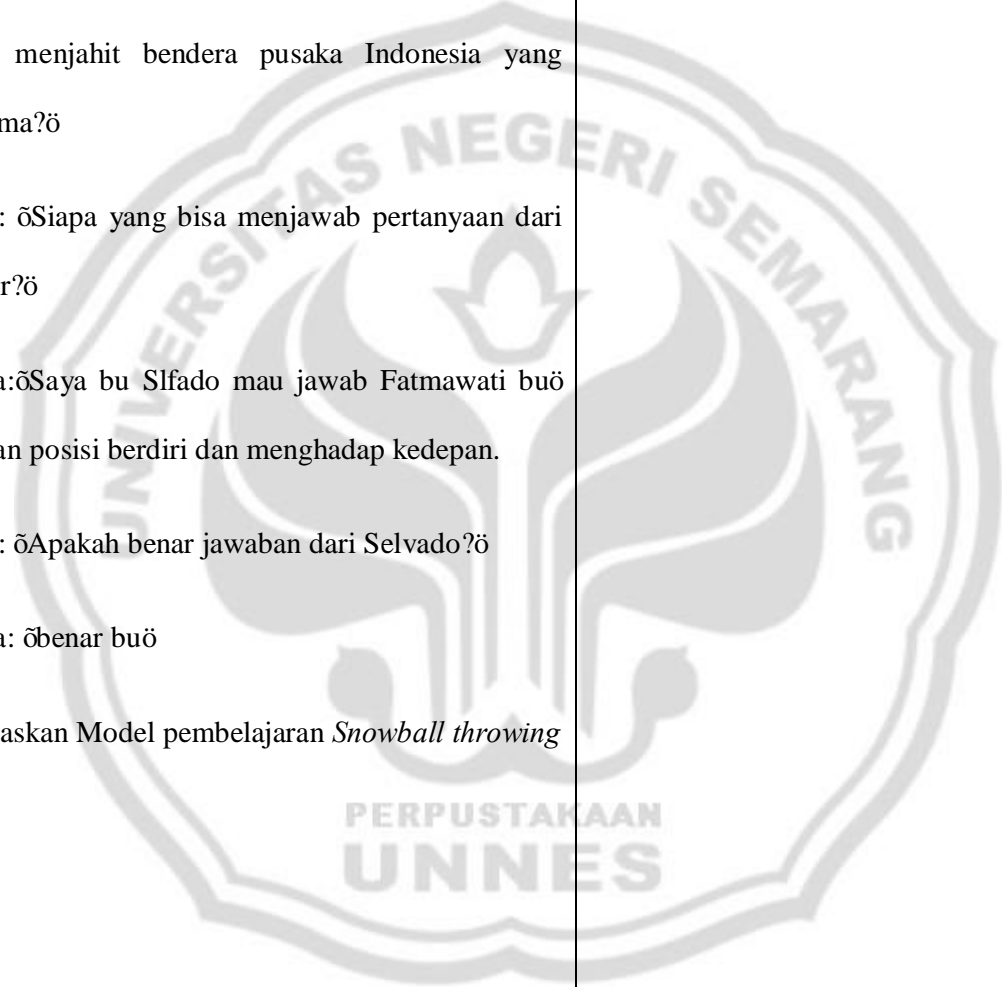 menjahit bendera pusaka Indonesia yang
ma?ö
: õSiapa yang bisa menjawab pertanyaan dari
r?ö
a:õSaya bu Slfado mau jawab Fatmawati buö
an posisi berdiri dan menghadap kedepan.
: õApakah benar jawaban dari Selvado?ö
a: õbenar buö
askan Model pembelajaran Snowball throwing
UNIVERSITAS NEGERI SEMARANG
PERPUSTAKAAN
UNNES